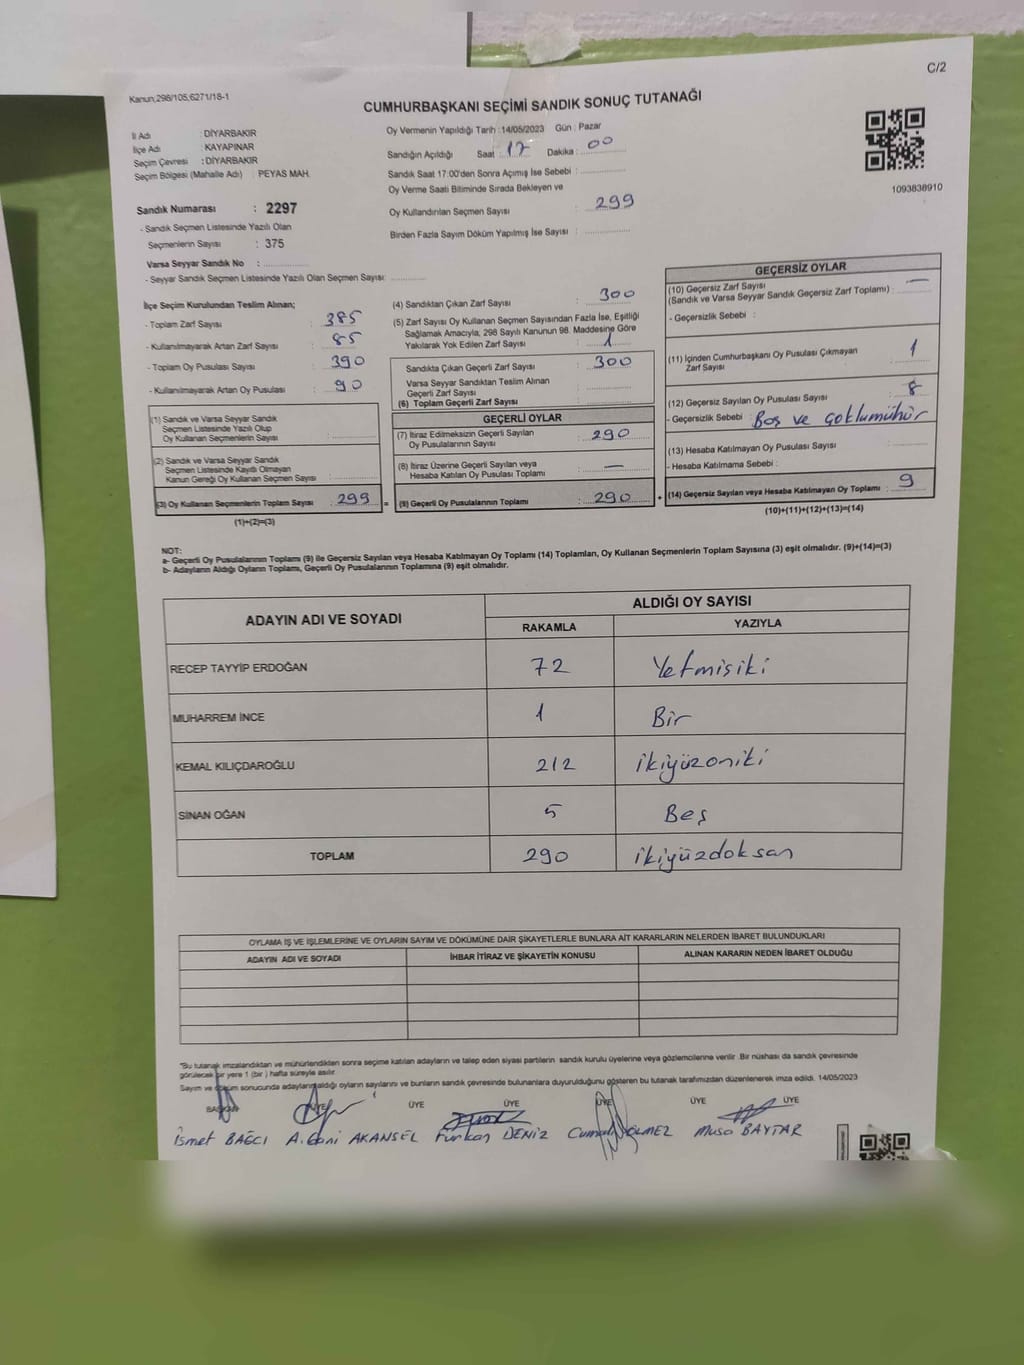 C/2
Kanun;298/105,6271/18-1
CUMHURBAŞKANI SEÇİMİ SANDIK SONUÇ TUTANAĞI
İl Adı : DİYARBAKIR
İlçe Adı : KAYAPINAR
Seçim Çevresi : DİYARBAKIR
Seçim Bölgesi (Mahalle Adı) : PEYAS MAH.
Sandık Numarası : 2297
- Sandık Seçmen Listesinde Yazılı Olan
Seçmenlerin Sayısı : 375
Varsa Seyyar Sandık No : ..............
- Seyyar Sandık Seçmen Listesinde Yazılı Olan Seçmen Sayısı: ............
Oy Vermenin Yapıldığı Tarih : 14/05/2023 Gün : Pazar
Sandığın Açıldığı Saat : 17 Dakika : 00
Sandık Saat 17:00'den Sonra Açımış İse Sebebi : ..............
Oy Verme Saati Bitiminde Sırada Bekleyen ve
Oy Kullandırılan Seçmen Sayısı : 299
Birden Fazla Sayım Döküm Yapılmış İse Sayısı : ..............
1093838910
İlçe Seçim Kurulundan Teslim Alınan;
- Toplam Zarf Sayısı : 385
- Kullanılmayarak Artan Zarf Sayısı : 85
- Toplam Oy Pusulası Sayısı : 390
- Kullanılmayarak Artan Oy Pusulası : 90
(1) Sandık ve Varsa Seyyar Sandık
Seçmen Listesinde Yazılı Olup
Oy Kullanan Seçmenlerin Sayısı : ..............
(2) Sandık ve Varsa Seyyar Sandık
Seçmen Listesinde Kayıtlı Olmayan
Kanun Gereği Oy Kullanan Seçmen Sayısı : ..............
(3) Oy Kullanan Seçmenlerin Toplam Sayısı : 299
(1)+(2)=(3)
(4) Sandıktan Çıkan Zarf Sayısı : 300
(5) Zarf Sayısı Oy Kullanan Seçmen Sayısından Fazla İse, Eşitliği
Sağlamak Amacıyla, 298 Sayılı Kanunun 98. Maddesine Göre
Yakılarak Yok Edilen Zarf Sayısı : 1
Sandıkta Çıkan Geçerli Zarf Sayısı : 300
Varsa Seyyar Sandıktan Teslim Alınan
Geçerli Zarf Sayısı : ..............
(6) Toplam Geçerli Zarf Sayısı : ..............
GEÇERLİ OYLAR
(7) İtiraz Edilmeksizin Geçerli Sayılan
Oy Pusulalarının Sayısı : 290
(8) İtiraz Üzerine Geçerli Sayılan veya
Hesaba Katılan Oy Pusulası Toplamı : —
= (9) Geçerli Oy Pusulalarının Toplamı : 290
GEÇERSİZ OYLAR
(10) Geçersiz Zarf Sayısı
(Sandık ve Varsa Seyyar Sandık Geçersiz Zarf Toplamı) : —
- Geçersizlik Sebebi :
(11) İçinden Cumhurbaşkanı Oy Pusulası Çıkmayan
Zarf Sayısı : 1
(12) Geçersiz Sayılan Oy Pusulası Sayısı : 8
- Geçersizlik Sebebi : Boş ve çoklumühür
(13) Hesaba Katılmayan Oy Pusulası Sayısı :
- Hesaba Katılmama Sebebi :
+ (14) Geçersiz Sayılan veya Hesaba Katılmayan Oy Toplamı : 9
(10)+(11)+(12)+(13)=(14)
NOT:
a- Geçerli Oy Pusulalarının Toplamı (9) ile Geçersiz Sayılan veya Hesaba Katılmayan Oy Toplamı (14) Toplamları, Oy Kullanan Seçmenlerin Toplam Sayısına (3) eşit olmalıdır. (9)+(14)=(3)
b- Adayların Aldığı Oyların Toplamı, Geçerli Oy Pusulalarının Toplamına (9) eşit olmalıdır.
ADAYIN ADI VE SOYADI ALDIĞI OY SAYISI
RAKAMLA YAZIYLA
RECEP TAYYİP ERDOĞAN 72 Yetmişiki
MUHARREM İNCE 1 Bir
KEMAL KILIÇDAROĞLU 212 ikiyüzoniki
SİNAN OĞAN 5 Beş
TOPLAM 290 ikiyüzdoksan
OYLAMA İŞ VE İŞLEMLERİNE VE OYLARIN SAYIM VE DÖKÜMÜNE DAİR ŞİKAYETLERLE BUNLARA AİT KARARLARIN NELERDEN İBARET BULUNDUKLARI
ADAYIN ADI VE SOYADI İHBAR İTİRAZ VE ŞİKAYETİN KONUSU ALINAN KARARIN NEDEN İBARET OLDUĞU
"Bu tutanak imzalandıktan ve mühürlendikten sonra seçime katılan adayların ve talep eden siyasi partilerin sandık kurulu üyelerine veya gözlemcilerine verilir .Bir nüshası da sandık çevresinde
görülecek bir yere 1 (bir ) hafta süreyle asılır.
Sayım ve döküm sonucunda adayların aldığı oyların sayılarını ve bunların sandık çevresinde bulunanlara duyurulduğunu gösteren bu tutanak tarafımızdan düzenlenerek imza edildi. 14/05/2023
BAŞKAN ÜYE ÜYE ÜYE ÜYE ÜYE ÜYE
İsmet BAĞCI AKANSEL Furkan DENİZ Cumali ÖLMEZ Musa BAYTAR